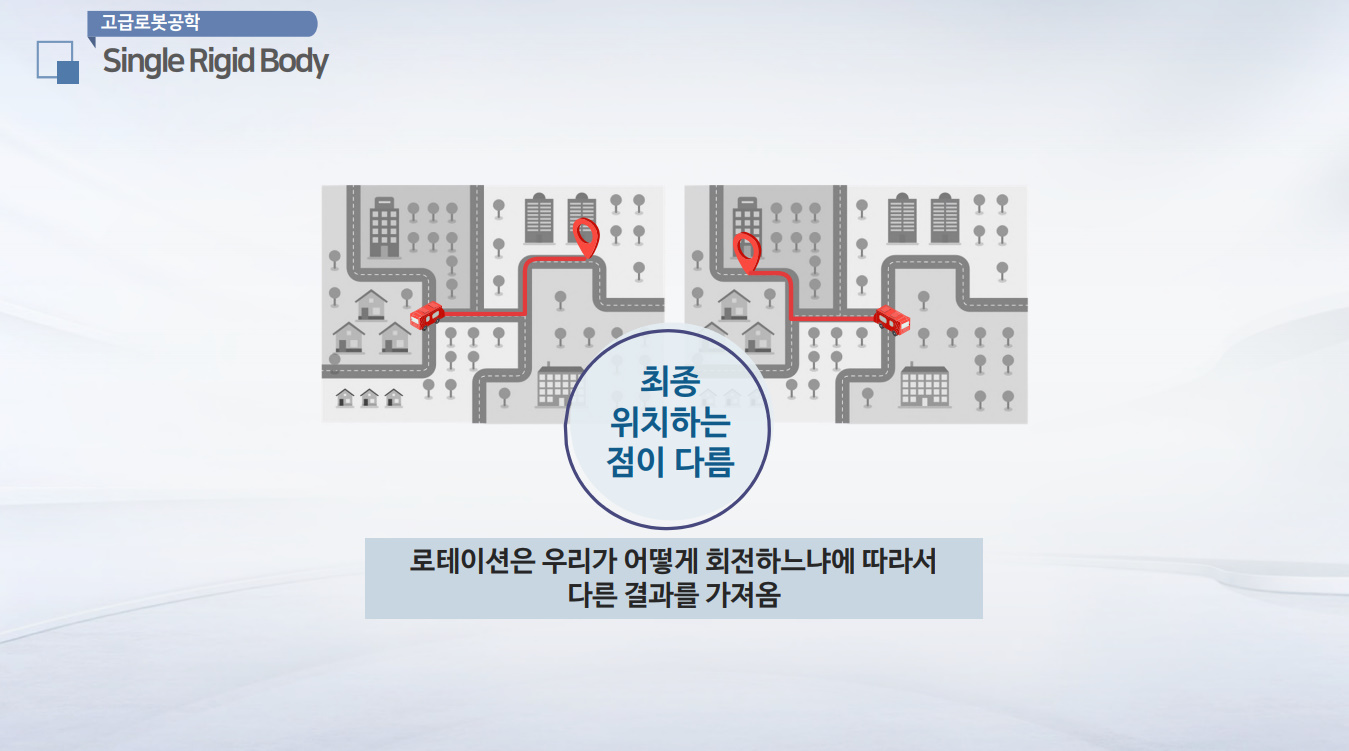 고급로봇공학
Single Rigid Body
최종
위치하는
점이 다름
로테이션은 우리가 어떻게 회전하느냐에 따라서
다른 결과를 가져옴